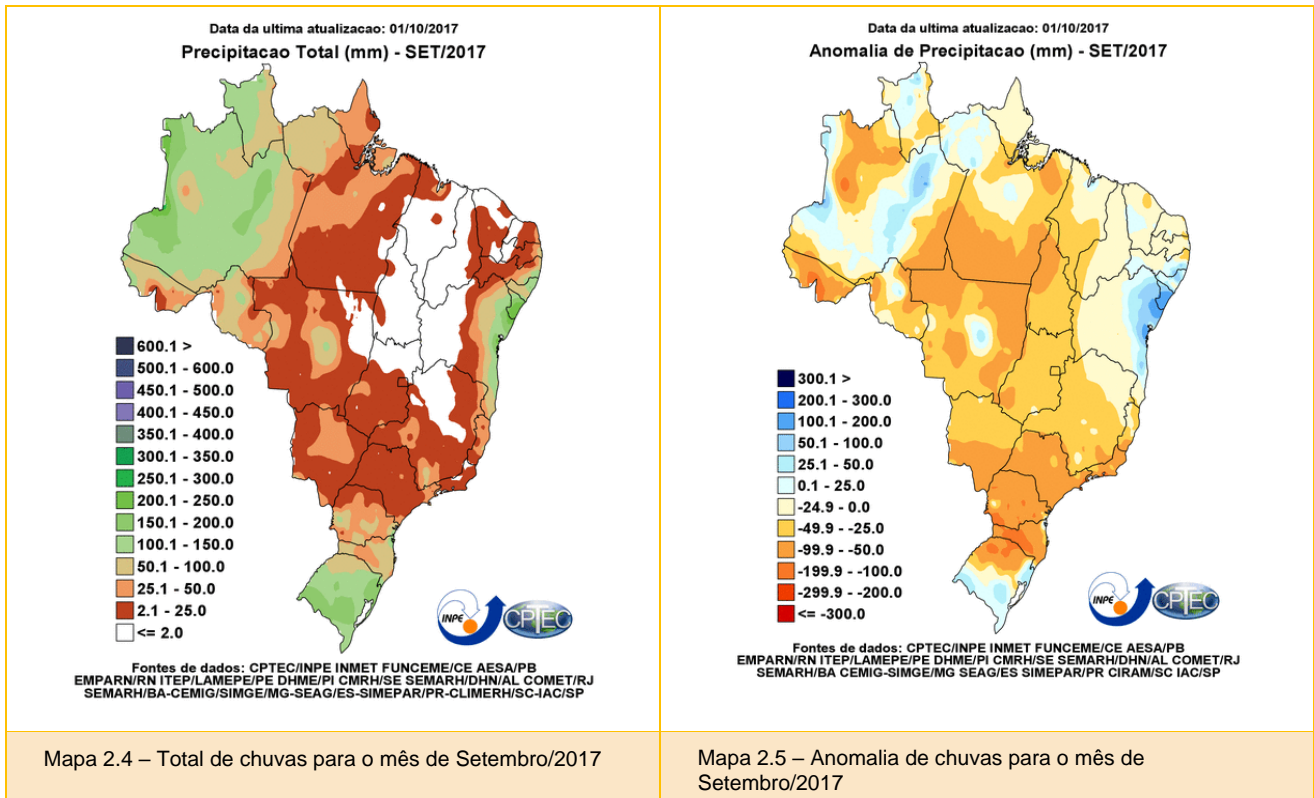 Data da ultima atualizacao: 01/10/2017
Precipitacao Total (mm) - SET/2017
600.1 >
500.1 - 600.0
450.1 - 500.0
400.1 - 450.0
350.1 - 400.0
300.1 - 350.0
250.1 - 300.0
200.1 - 250.0
150.1 - 200.0
100.1 - 150.0
50.1 - 100.0
25.1 - 50.0
2.1 - 25.0
<= 2.0
INPE
CPTEC
Fontes de dados: CPTEC/INPE INMET FUNCEME/CE AESA/PB
EMPARN/RN ITEP/LAMEPE/PE DHME/PI CMRH/SE SEMARH/DHN/AL COMET/RJ
SEMARH/BA-CEMIG/SIMGE/MG-SEAG/ES-SIMEPAR/PR-CLIMERH/SC-IAC/SP
Mapa 2.4 – Total de chuvas para o mês de Setembro/2017
Data da ultima atualizacao: 01/10/2017
Anomalia de Precipitacao (mm) - SET/2017
300.1 >
200.1 - 300.0
100.1 - 200.0
50.1 - 100.0
25.1 - 50.0
0.1 - 25.0
-24.9 - 0.0
-49.9 - -25.0
-99.9 - -50.0
-199.9 - -100.0
-299.9 - -200.0
<= -300.0
INPE
CPTEC
Fontes de dados: CPTEC/INPE INMET FUNCEME/CE AESA/PB
EMPARN/RN ITEP/LAMEPE/PE DHME/PI CMRH/SE SEMARH/DHN/AL COMET/RJ
SEMARH/BA CEMIG-SIMGE/MG SEAG/ES SIMEPAR/PR CIRAM/SC IAC/SP
Mapa 2.5 – Anomalia de chuvas para o mês de
Setembro/2017